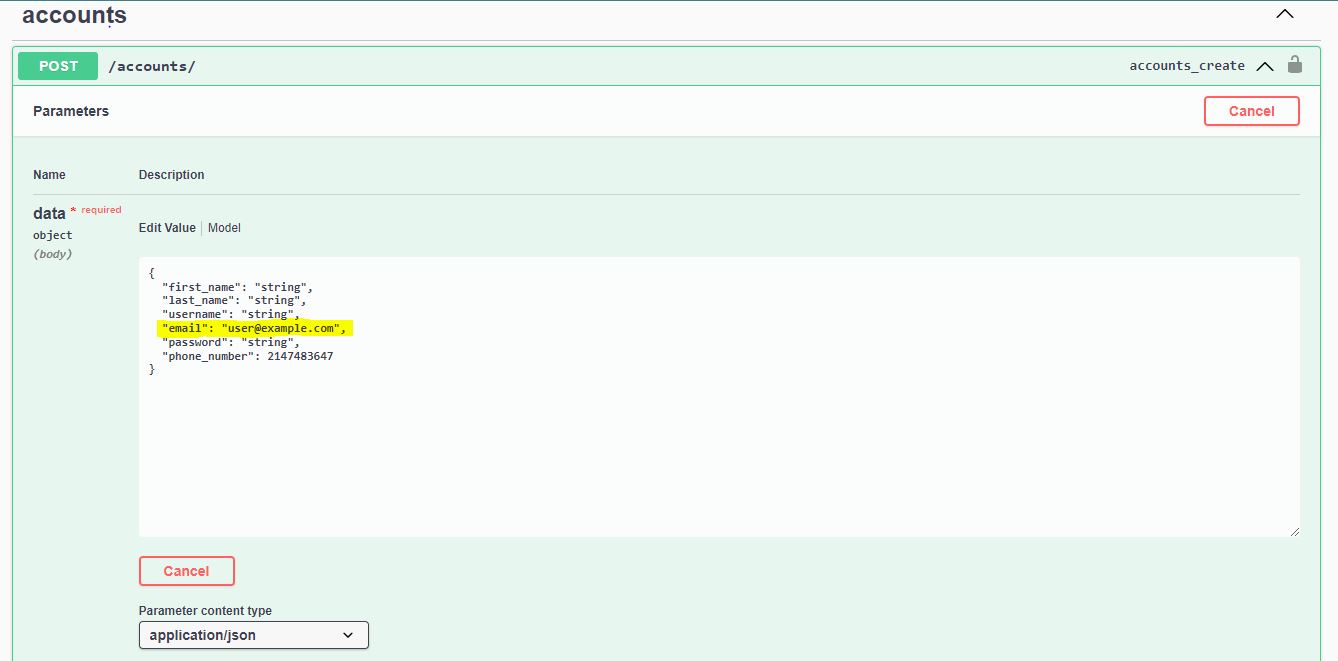 accounts
POST /accounts/ accounts_create
Parameters Cancel
Name Description
data * required
object
(body)
Edit Value Model
{
"first_name": "string",
"last_name": "string",
"username": "string",
"email": "user@example.com",
"password": "string",
"phone_number": 2147483647
}
Cancel
Parameter content type
application/json